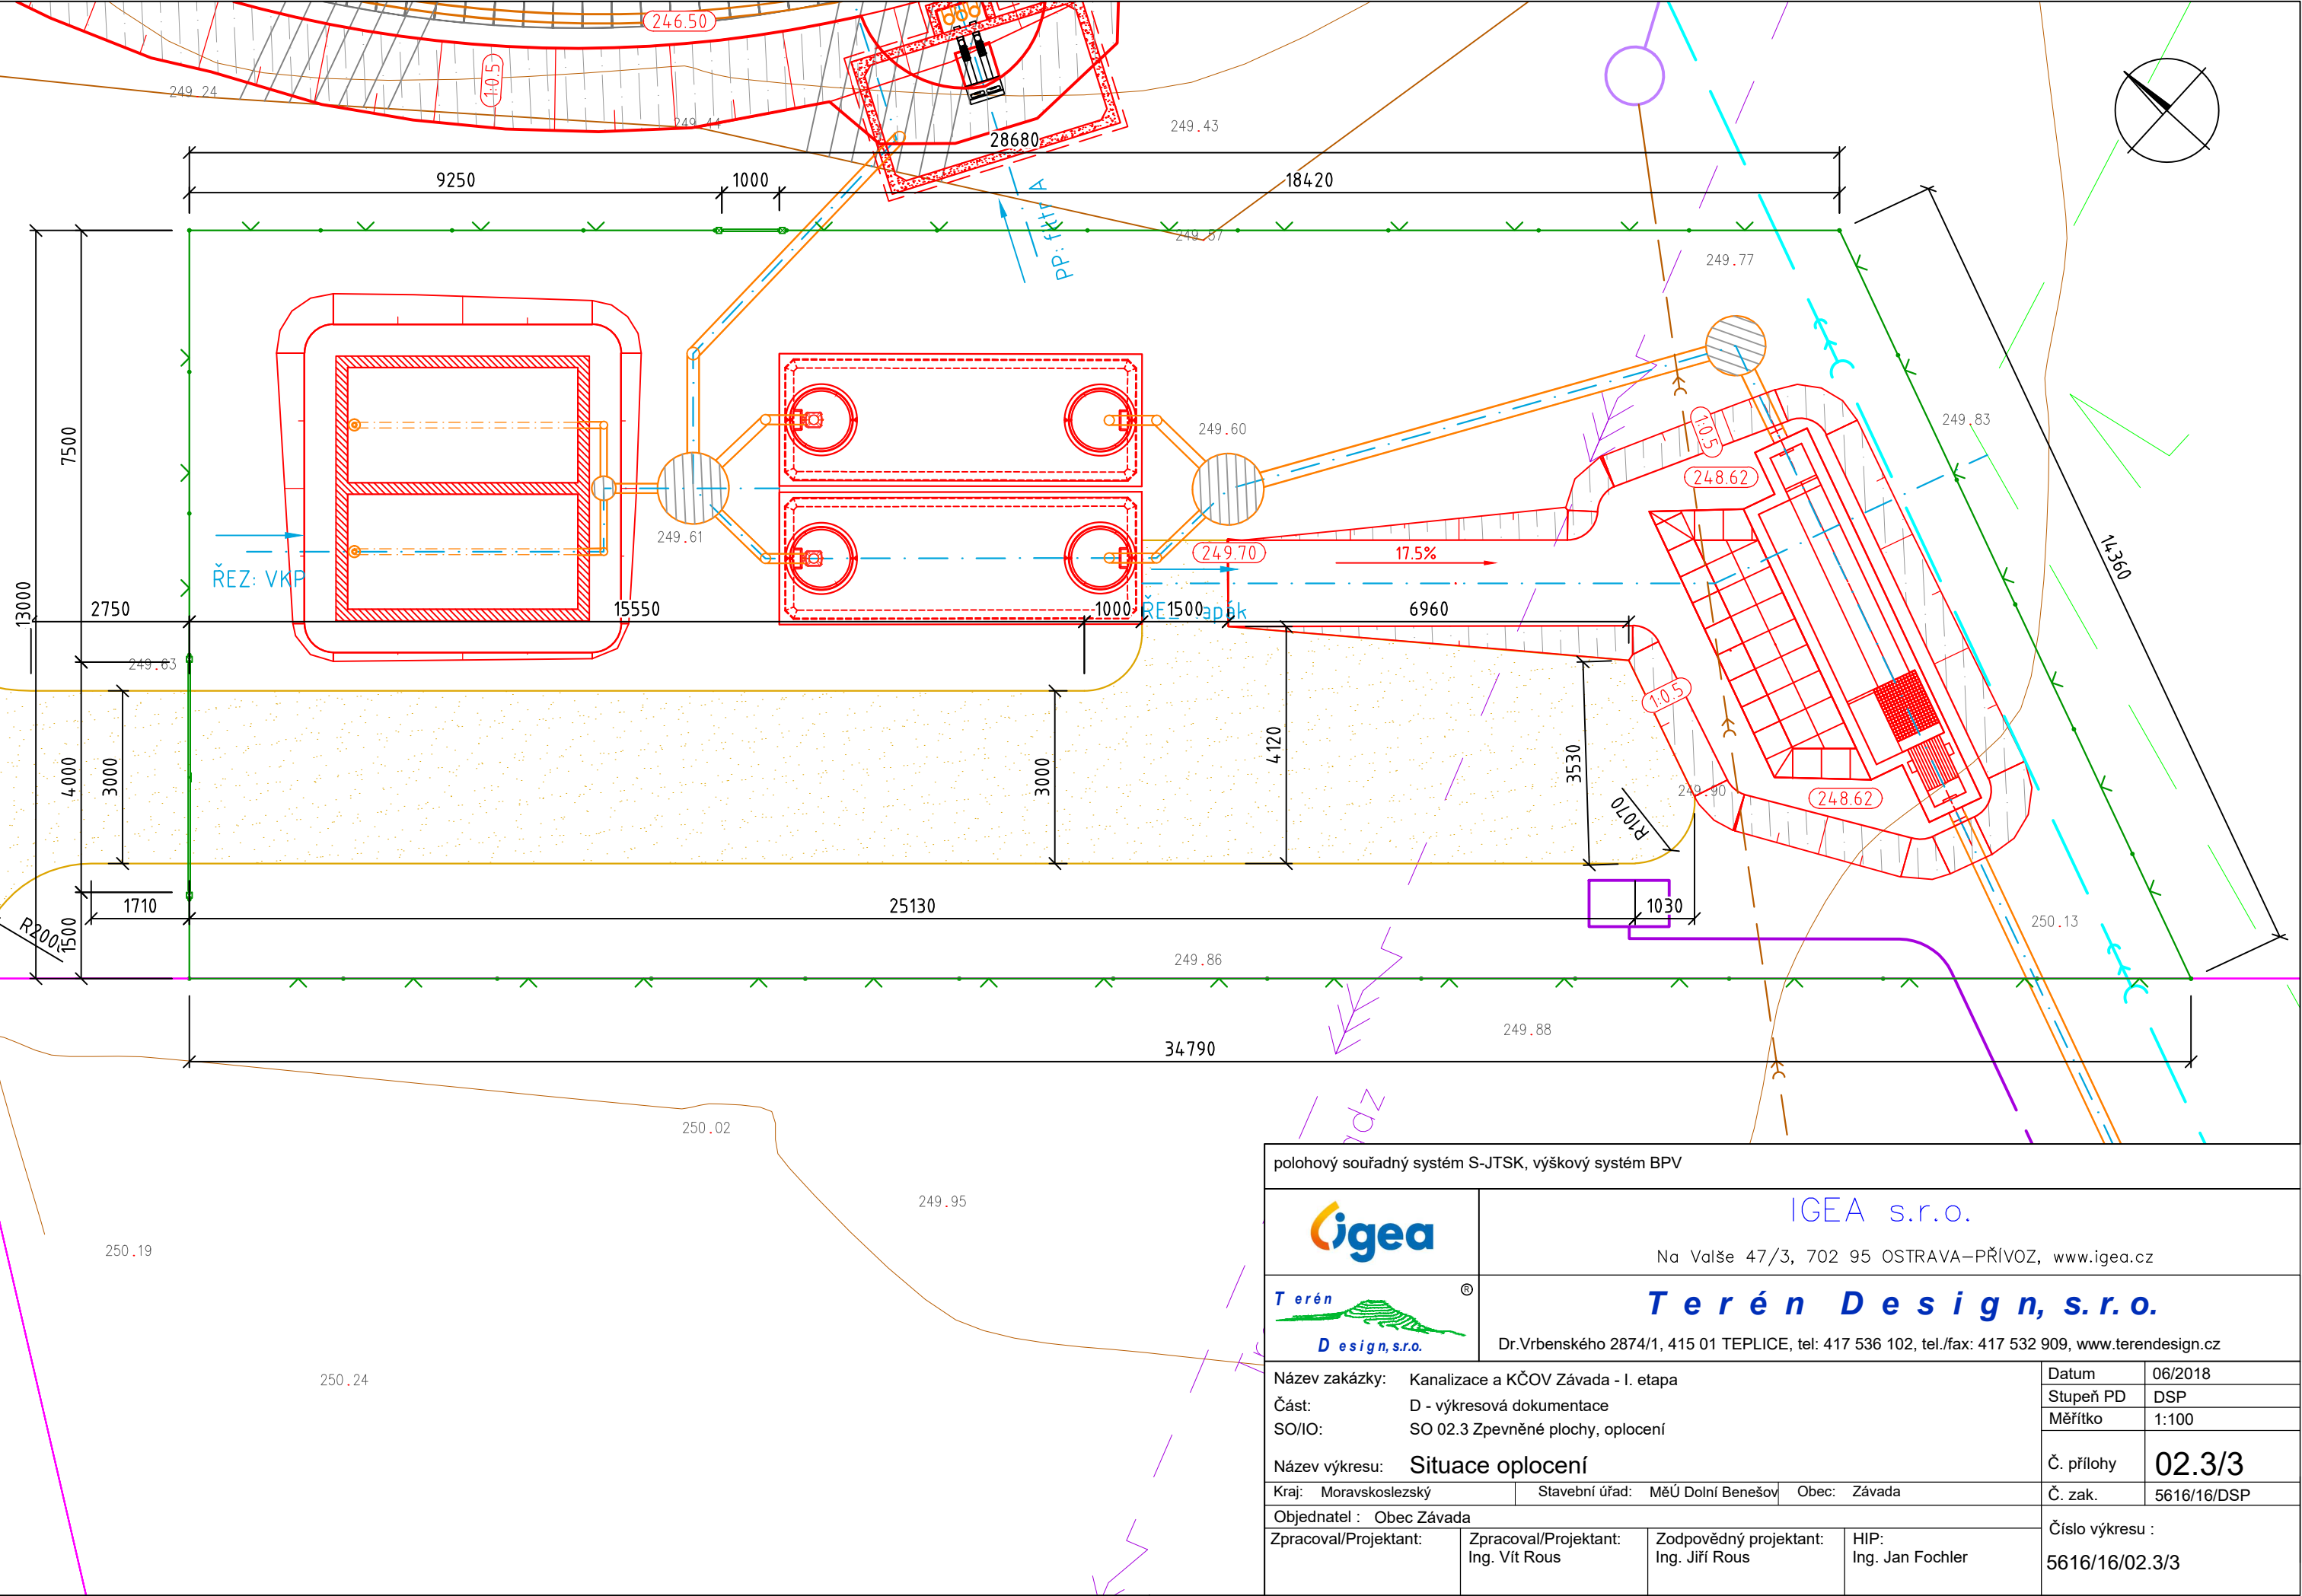 246.50
1:0.5
249.24
249.44
249.43
28680
9250
1000
18420
PP: filtr A
249.57
249.77
7500
13000
249.60
249.83
1:0.5
248.62
249.61
249.70
17.5%
14360
ŘEZ: VKP
2750
15550
1000
1500
6960
249.63
1:0.5
4000
3000
3000
4120
3530
R1070
249.90
248.62
1710
25130
1030
R2000
1500
250.13
249.86
249.88
34790
250.02
249.95
250.19
250.24
polohový souřadný systém S-JTSK, výškový systém BPV
igea
IGEA s.r.o.
Na Valše 47/3, 702 95 OSTRAVA-PŘÍVOZ, www.igea.cz
Terén
®
Design, s.r.o.
Terén Design, s.r.o.
Dr.Vrbenského 2874/1, 415 01 TEPLICE, tel: 417 536 102, tel./fax: 417 532 909, www.terendesign.cz
Název zakázky: Kanalizace a KČOV Závada - I. etapa
Část: D - výkresová dokumentace
SO/IO: SO 02.3 Zpevněné plochy, oplocení
Název výkresu: Situace oplocení
Datum 06/2018
Stupeň PD DSP
Měřítko 1:100
Č. přílohy 02.3/3
Kraj: Moravskoslezský Stavební úřad: MěÚ Dolní Benešov Obec: Závada
Č. zak. 5616/16/DSP
Objednatel : Obec Závada
Zpracoval/Projektant:
Zpracoval/Projektant:
Ing. Vít Rous
Zodpovědný projektant:
Ing. Jiří Rous
HIP:
Ing. Jan Fochler
Číslo výkresu :
5616/16/02.3/3